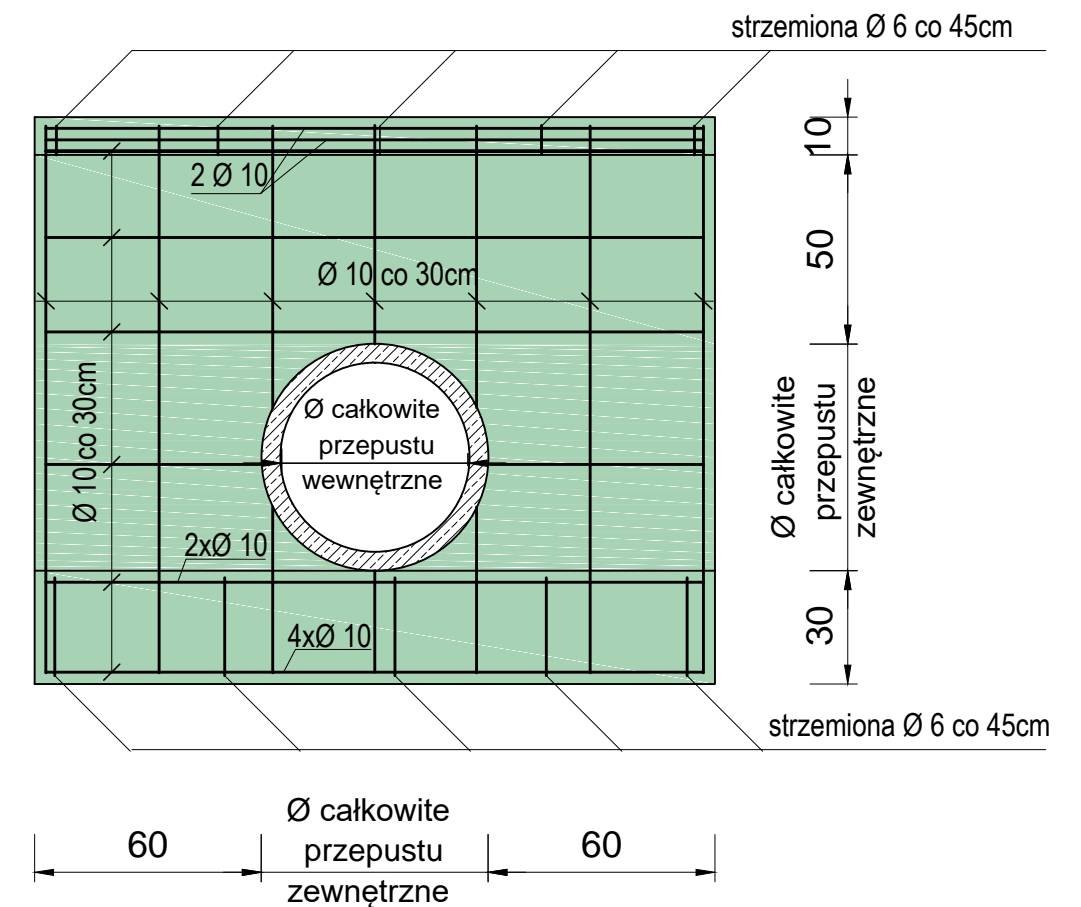 strzemiona Ø 6 co 45cm
10
2 Ø 10
50
Ø 10 co 30cm
Ø całkowite
przepustu
wewnętrzne
Ø 10 co 30cm
Ø całkowite
przepustu
zewnętrzne
2xØ 10
4xØ 10
30
strzemiona Ø 6 co 45cm
60
Ø całkowite
przepustu
zewnętrzne
60